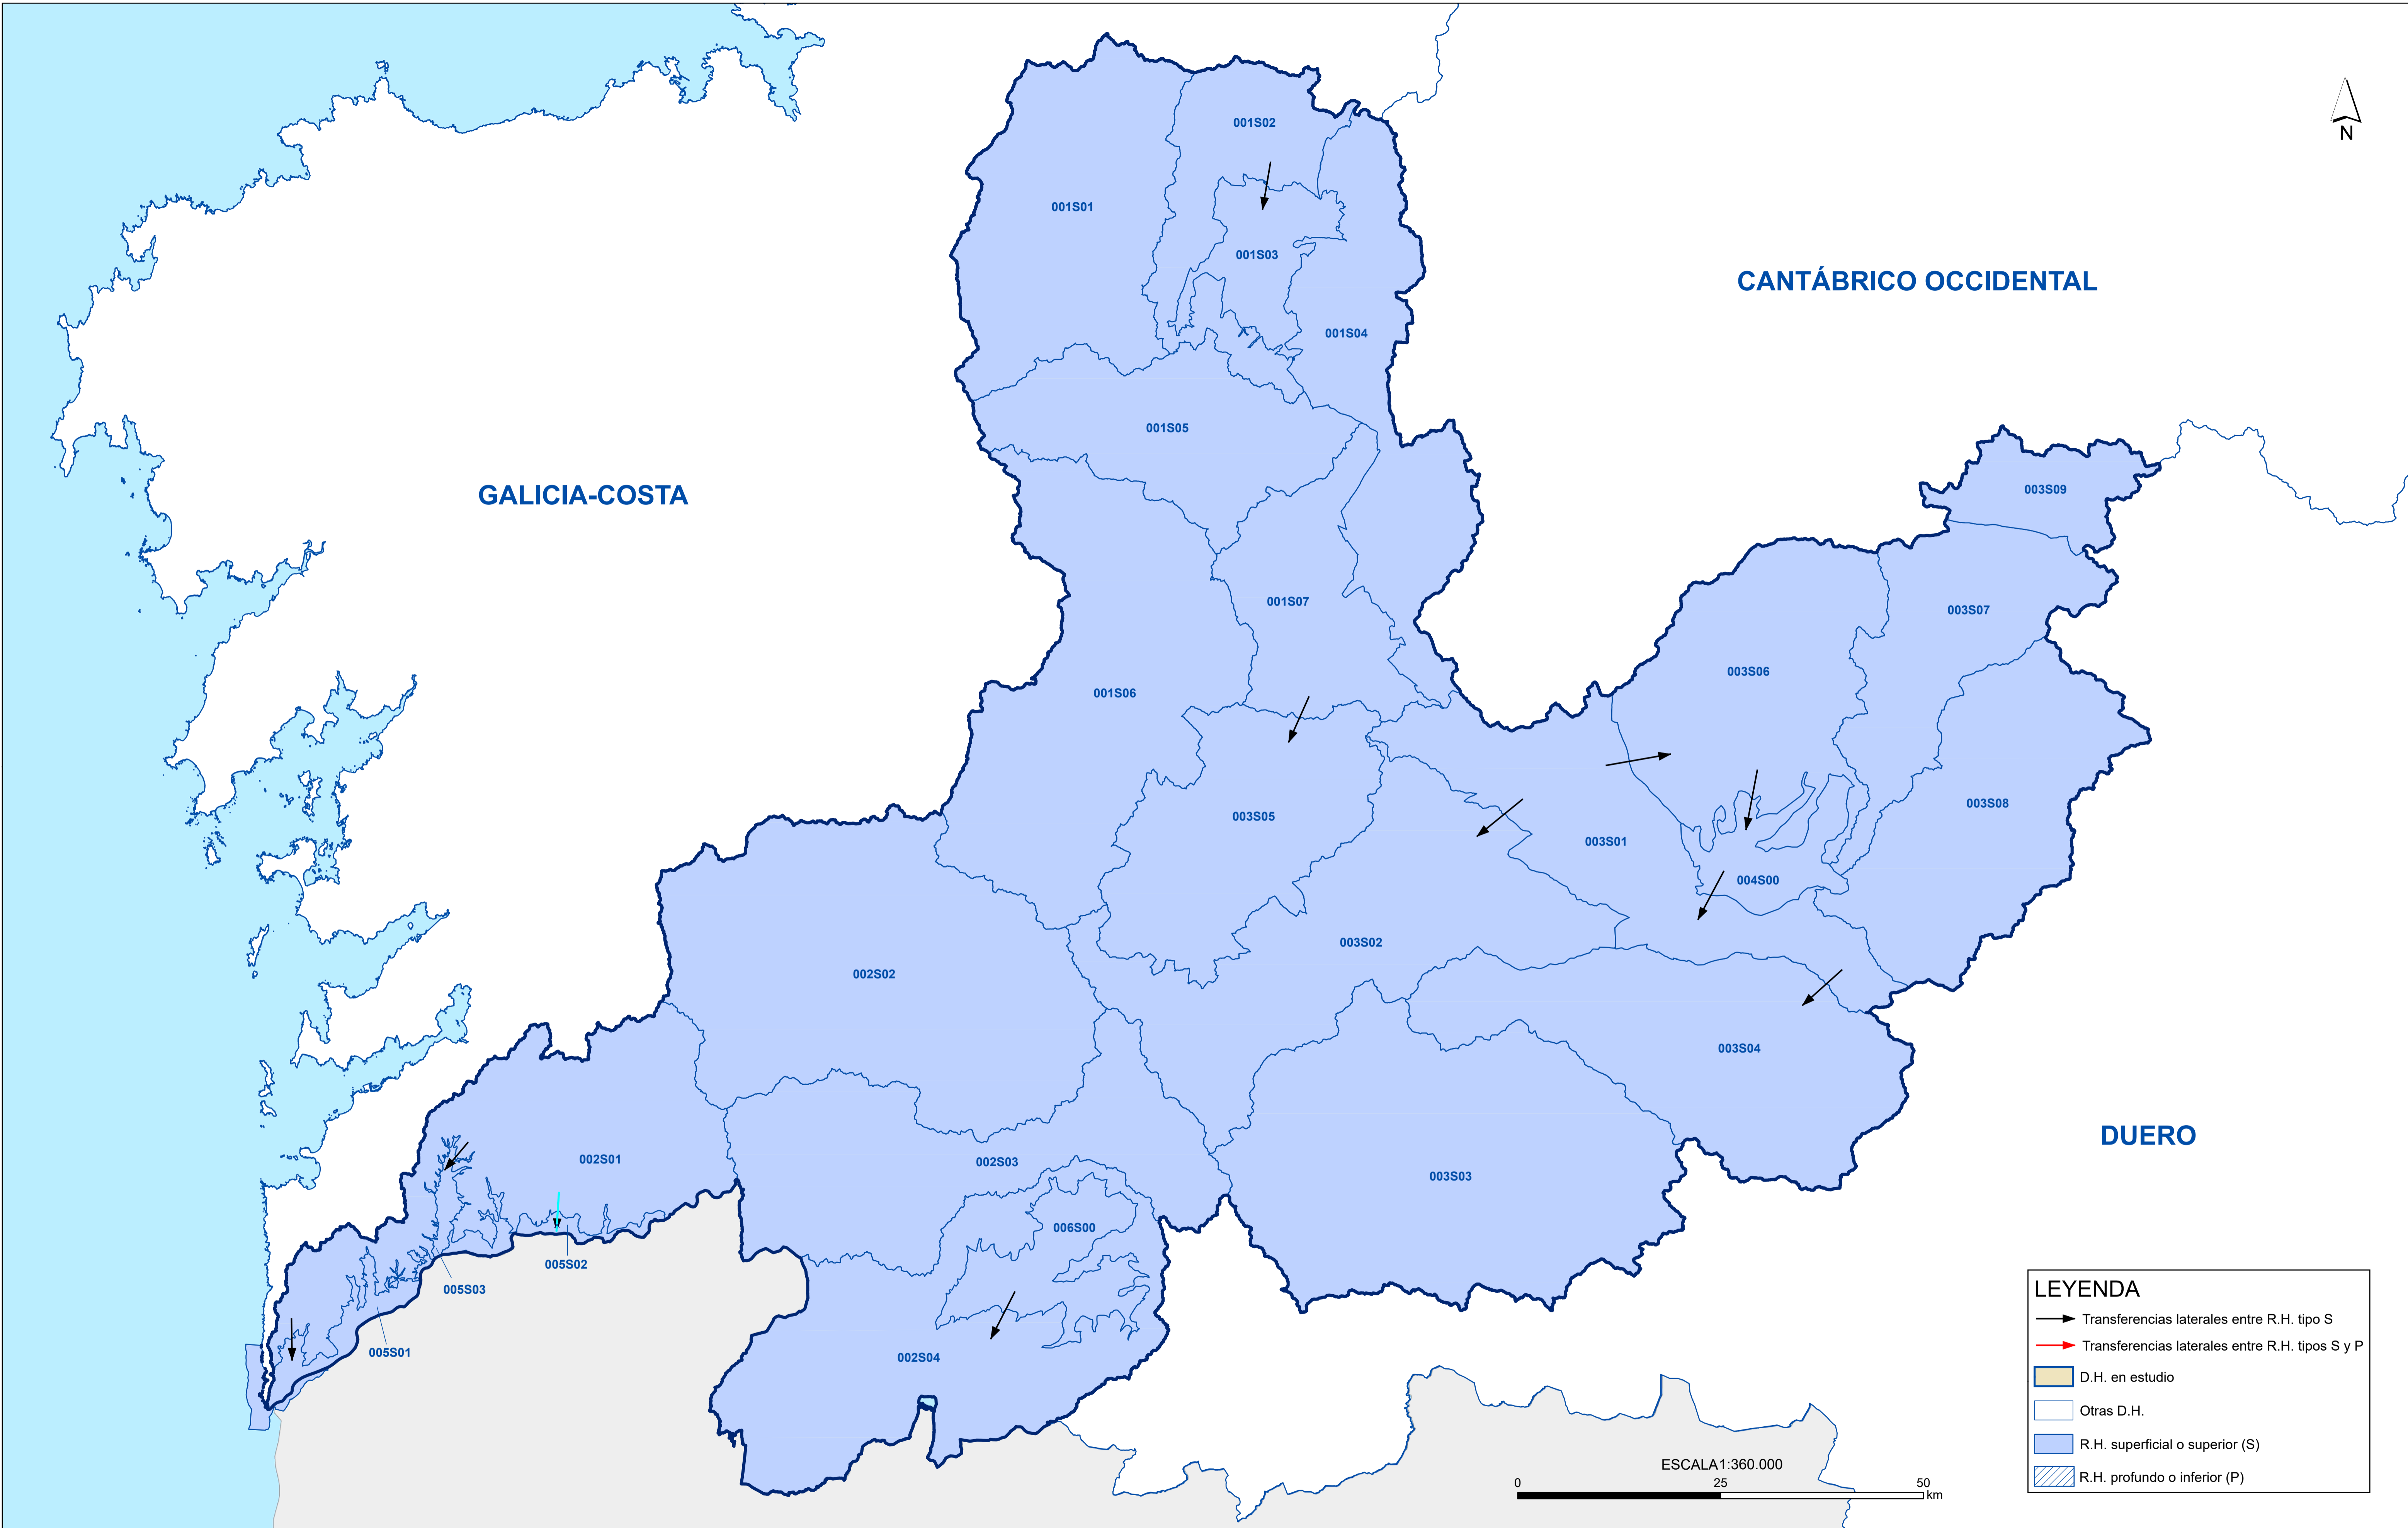 N
001S02
001S01
001S03
CANTÁBRICO OCCIDENTAL
001S04
001S05
GALICIA-COSTA
003S09
001S07
003S07
003S06
001S06
003S08
003S05
003S01
004S00
003S02
002S02
003S04
DUERO
002S01
002S03
003S03
006S00
005S02
005S03
005S01
002S04
LEYENDA
Transferencias laterales entre R.H. tipo S
Transferencias laterales entre R.H. tipos S y P
D.H. en estudio
Otras D.H.
R.H. superficial o superior (S)
R.H. profundo o inferior (P)
ESCALA1:360.000
0 25 50
km